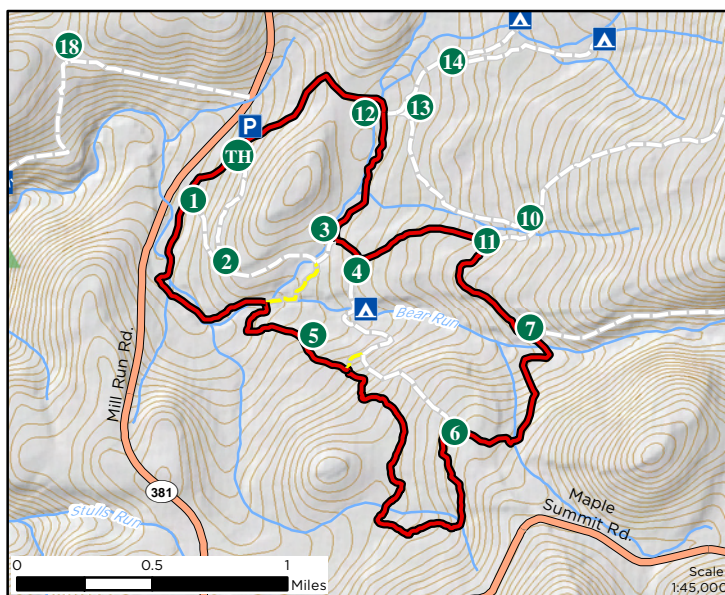 18
14
P
12
13
TH
1
10
3
11
2
4
Bear Run
5
7
Mill Run Rd.
6
381
Maple
Summit Rd.
Stulls Run
0 0.5 1
Miles
Scale:
1:45,000